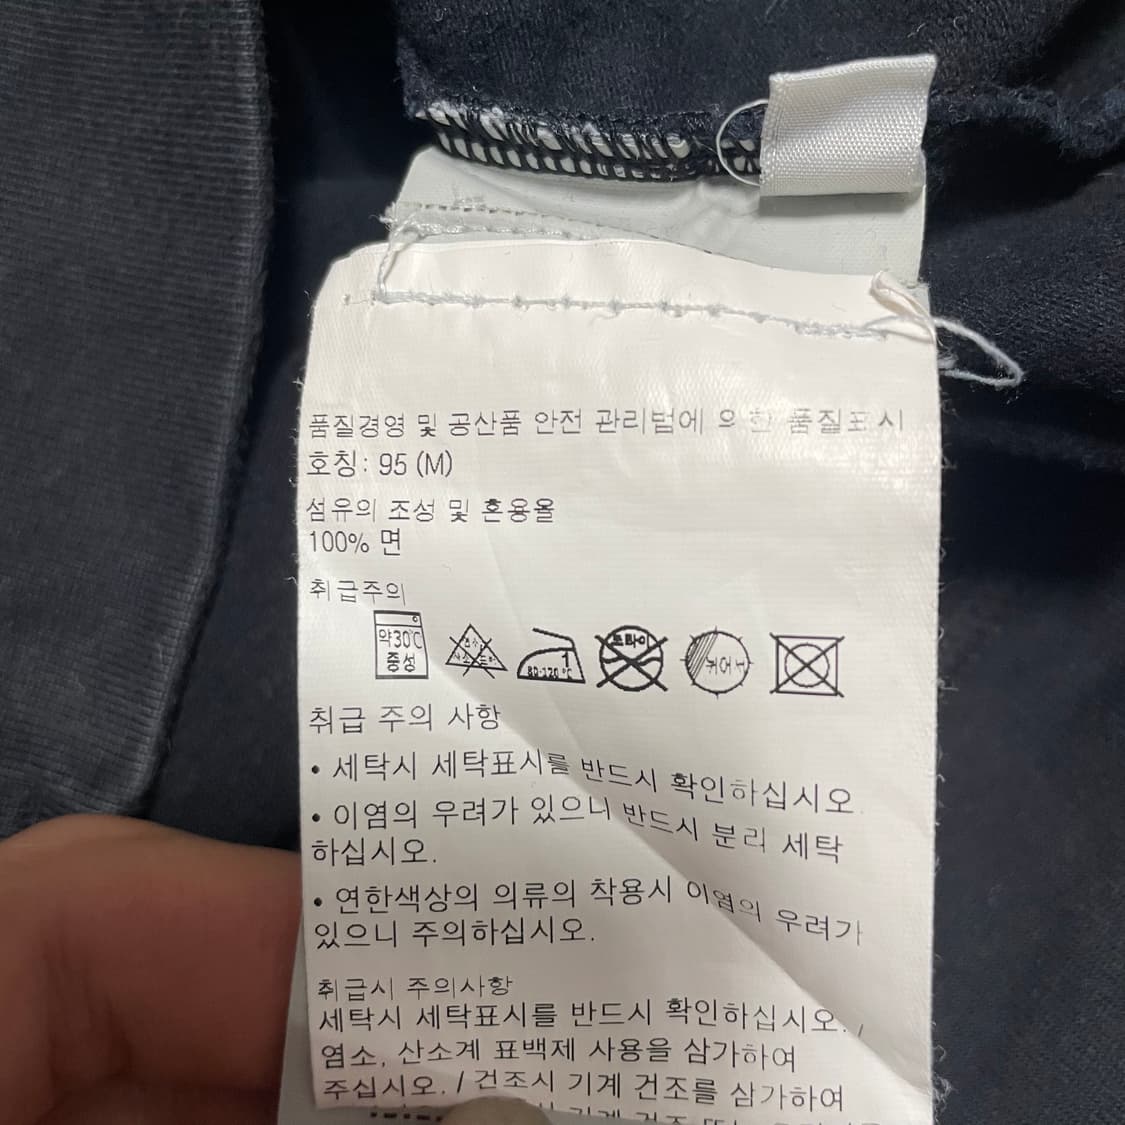 품질경영 및 공산품 안전 관리법에 의한 품질표시
호칭: 95 (M)
섬유의 조성 및 혼용율
100% 면
취급주의
약30℃
중성
드라이
1
80-120℃
뉘어서
취급 주의 사항
• 세탁시 세탁표시를 반드시 확인하십시오.
• 이염의 우려가 있으니 반드시 분리 세탁
하십시오.
• 연한색상의 의류의 착용시 이염의 우려가
있으니 주의하십시오.
취급시 주의사항
세탁시 세탁표시를 반드시 확인하십시오. /
염소, 산소계 표백제 사용을 삼가하여
주십시오. / 건조시 기계 건조를 삼가하여